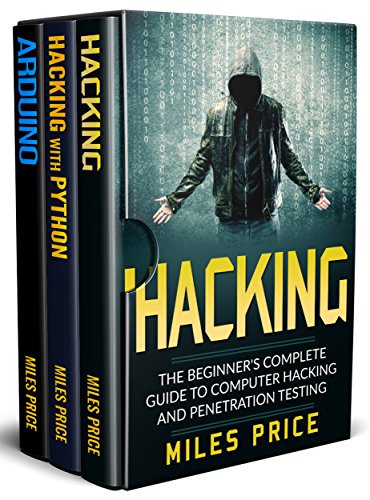 ARDUINO
MILES PRICE
HACKING WITH PYTHON
MILES PRICE
HACKING
MILES PRICE
HACKING
THE BEGINNER'S COMPLETE
GUIDE TO COMPUTER HACKING
AND PENETRATION TESTING
MILES PRICE